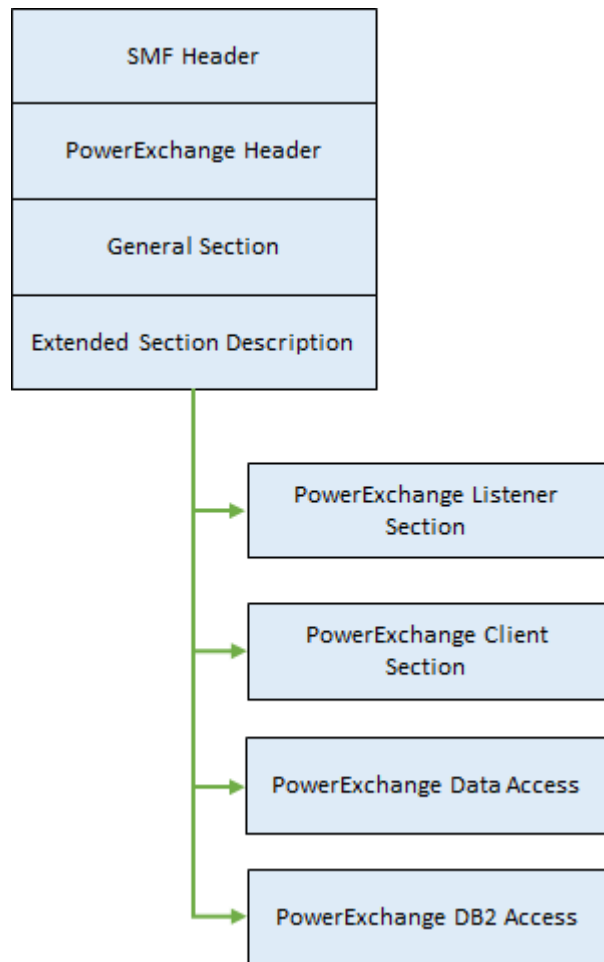 SMF Header
PowerExchange Header
General Section
Extended Section Description
PowerExchange Listener
Section
PowerExchange Client
Section
PowerExchange Data Access
PowerExchange DB2 Access